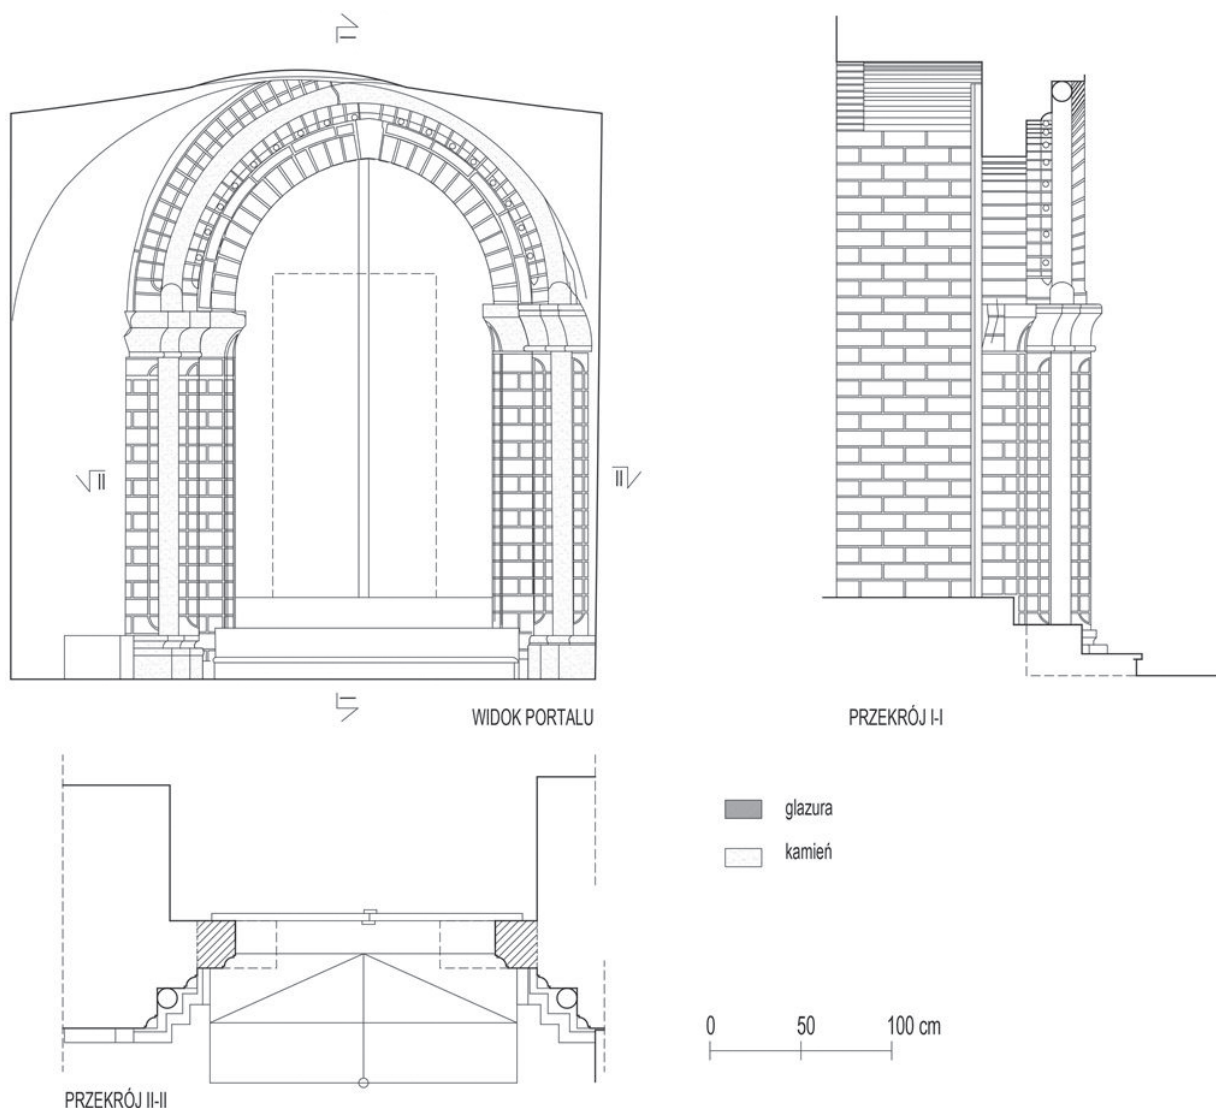 I
II
II
I
WIDOK PORTALU
PRZEKRÓJ I-I
glazura
kamień
0 50 100 cm
PRZEKRÓJ II-II